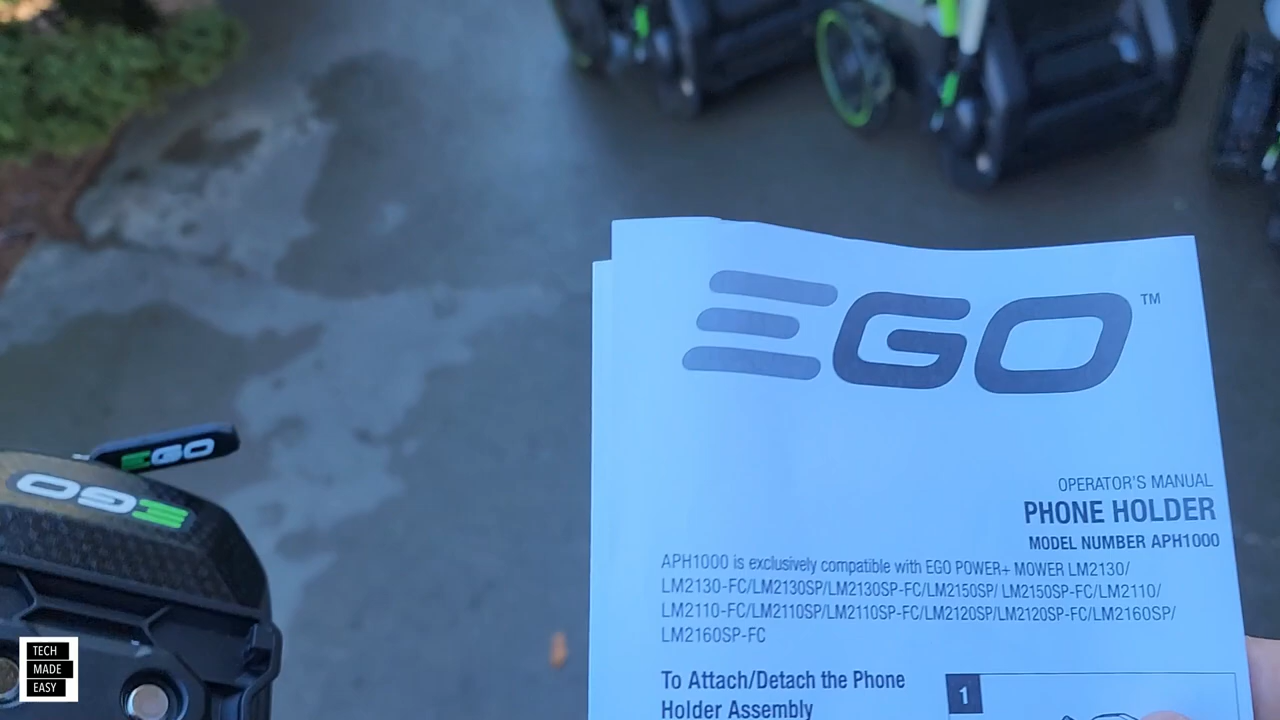 EGO™
OPERATOR'S MANUAL
PHONE HOLDER
MODEL NUMBER APH1000
APH1000 is exclusively compatible with EGO POWER+ MOWER LM2130/
LM2130-FC/LM2130SP/LM2130SP-FC/LM2150SP/ LM2150SP-FC/LM2110/
LM2110-FC/LM2110SP/LM2110SP-FC/LM2120SP/LM2120SP-FC/LM2160SP/
LM2160SP-FC
To Attach/Detach the Phone
Holder Assembly
1
EGO
EGO
TECH
MADE
EASY